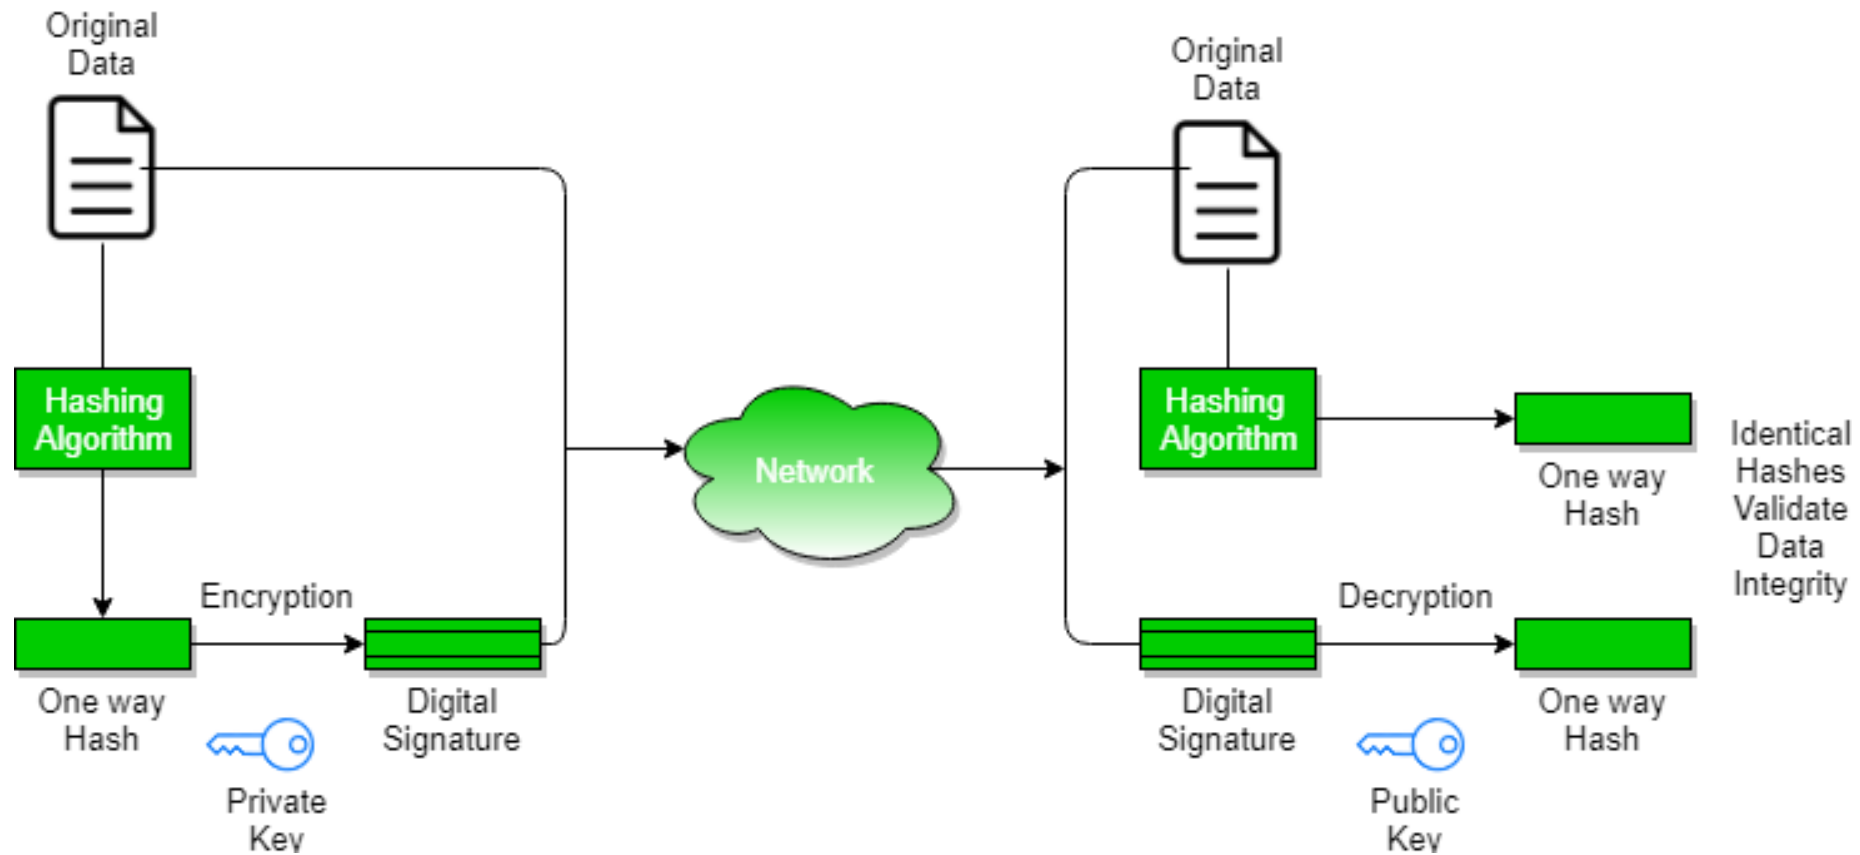 Original
Data
Hashing
Algorithm
One way
Hash
Encryption
Private
Key
Digital
Signature
Network
Original
Data
Hashing
Algorithm
One way
Hash
Digital
Signature
Decryption
Public
Key
One way
Hash
Identical
Hashes
Validate
Data
Integrity